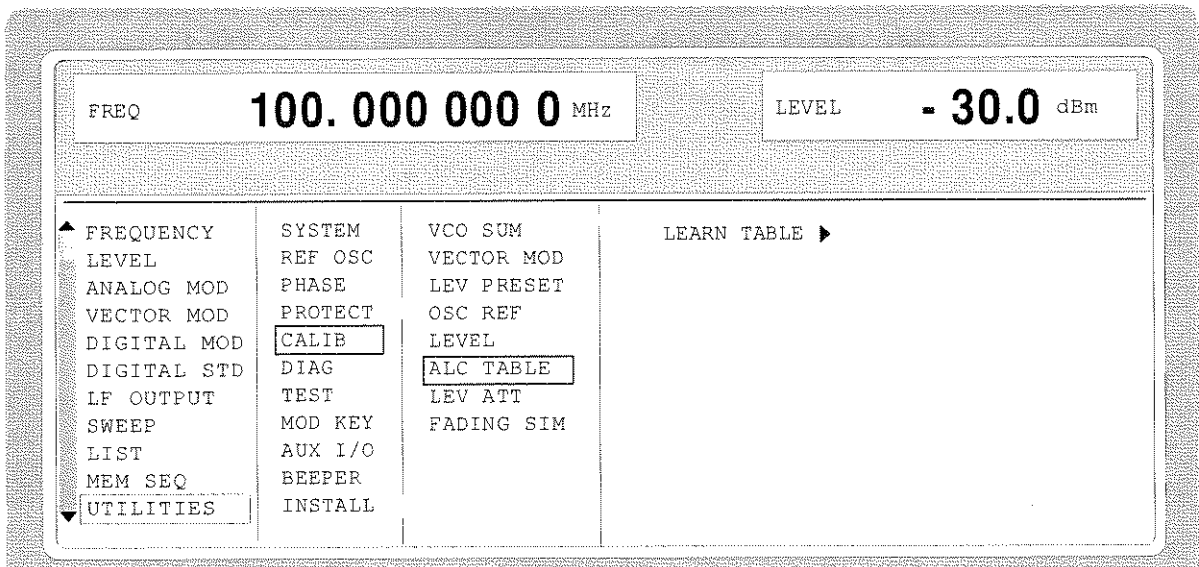 FREQ 100. 000 000 0 MHz
LEVEL - 30.0 dBm
FREQUENCY
LEVEL
ANALOG MOD
VECTOR MOD
DIGITAL MOD
DIGITAL STD
LF OUTPUT
SWEEP
LIST
MEM SEQ
UTILITIES
SYSTEM
REF OSC
PHASE
PROTECT
CALIB
DIAG
TEST
MOD KEY
AUX I/O
BEEPER
INSTALL
VCO SUM
VECTOR MOD
LEV PRESET
OSC REF
LEVEL
ALC TABLE
LEV ATT
FADING SIM
LEARN TABLE